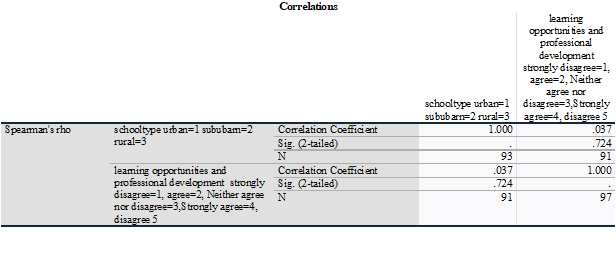 Correlations
learning
opportunities and
professional
development
strongly disagree=1,
agree=2, Neither
agree nor
schooltype urban=1 disagree=3,Strongly
sububarn=2 rural=3 agree=4, disagree 5
Spearman's rho schooltype urban=1 sububarn=2 Correlation Coefficient 1.000 .037
rural=3 Sig. (2-tailed) . .724
N 93 91
learning opportunities and Correlation Coefficient .037 1.000
professional development strongly Sig. (2-tailed) .724 .
disagree=1, agree=2, Neither agree N 91 97
nor disagree=3,Strongly agree=4,
disagree 5